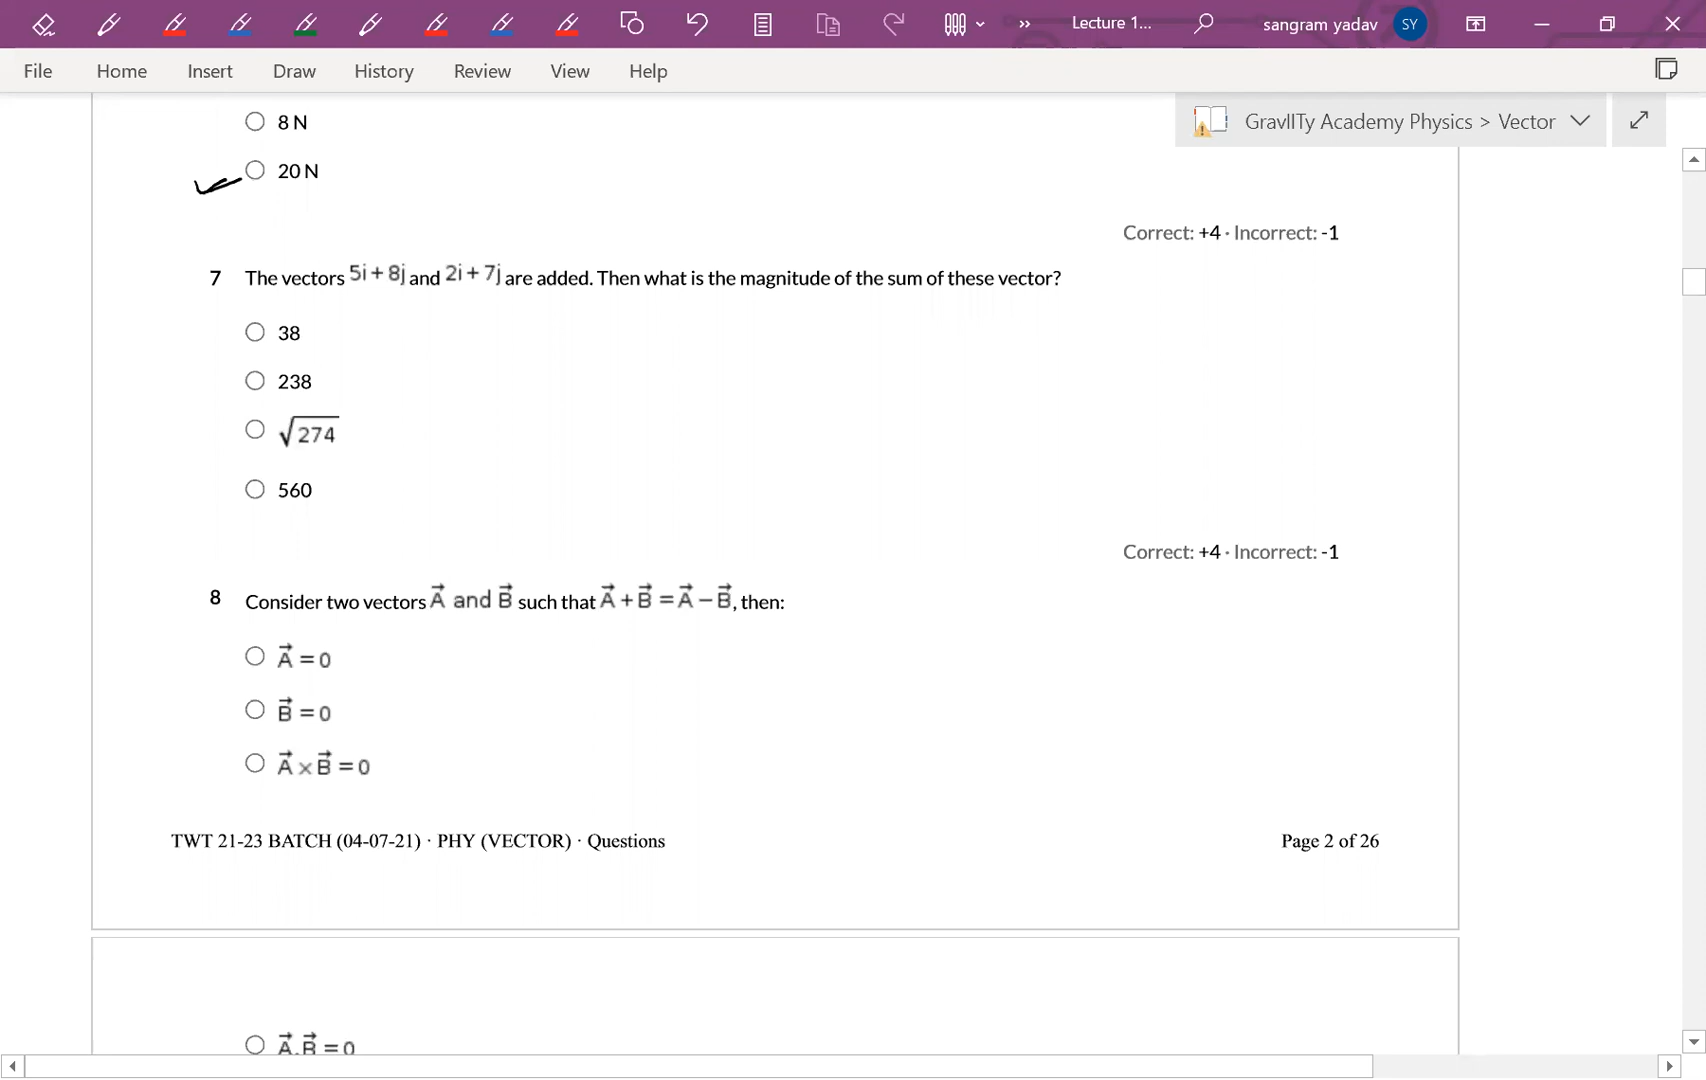 Lecture 1...
sangram yadav
SY
File Home Insert Draw History Review View Help
GravIITy Academy Physics > Vector
8 N
20 N
Correct: +4 · Incorrect: -1
7 The vectors 5i + 8j and 2i + 7j are added. Then what is the magnitude of the sum of these vector?
38
238
√274
560
Correct: +4 · Incorrect: -1
8 Consider two vectors A⃗ and B⃗ such that A⃗ + B⃗ = A⃗ − B⃗, then:
A⃗ = 0
B⃗ = 0
A⃗ × B⃗ = 0
TWT 21-23 BATCH (04-07-21) · PHY (VECTOR) · Questions
Page 2 of 26
A⃗.B⃗ = 0